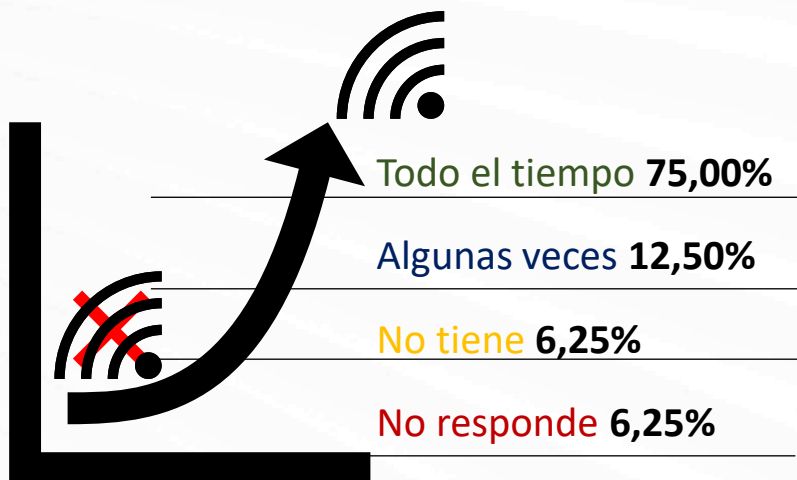 Todo el tiempo 75,00%
Algunas veces 12,50%
No tiene 6,25%
No responde 6,25%